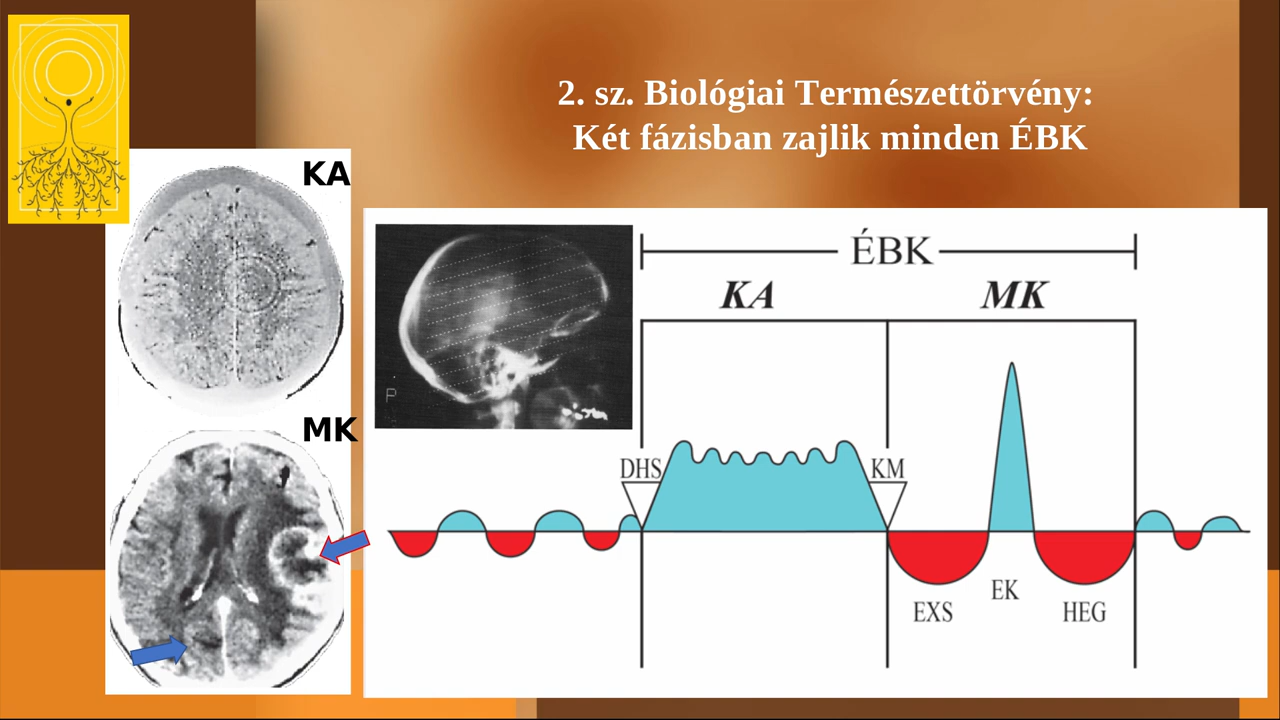 2. sz. Biológiai Természettörvény:
Két fázisban zajlik minden ÉBK
KA
MK
P
ÉBK
KA
MK
DHS
KM
EXS
EK
HEG